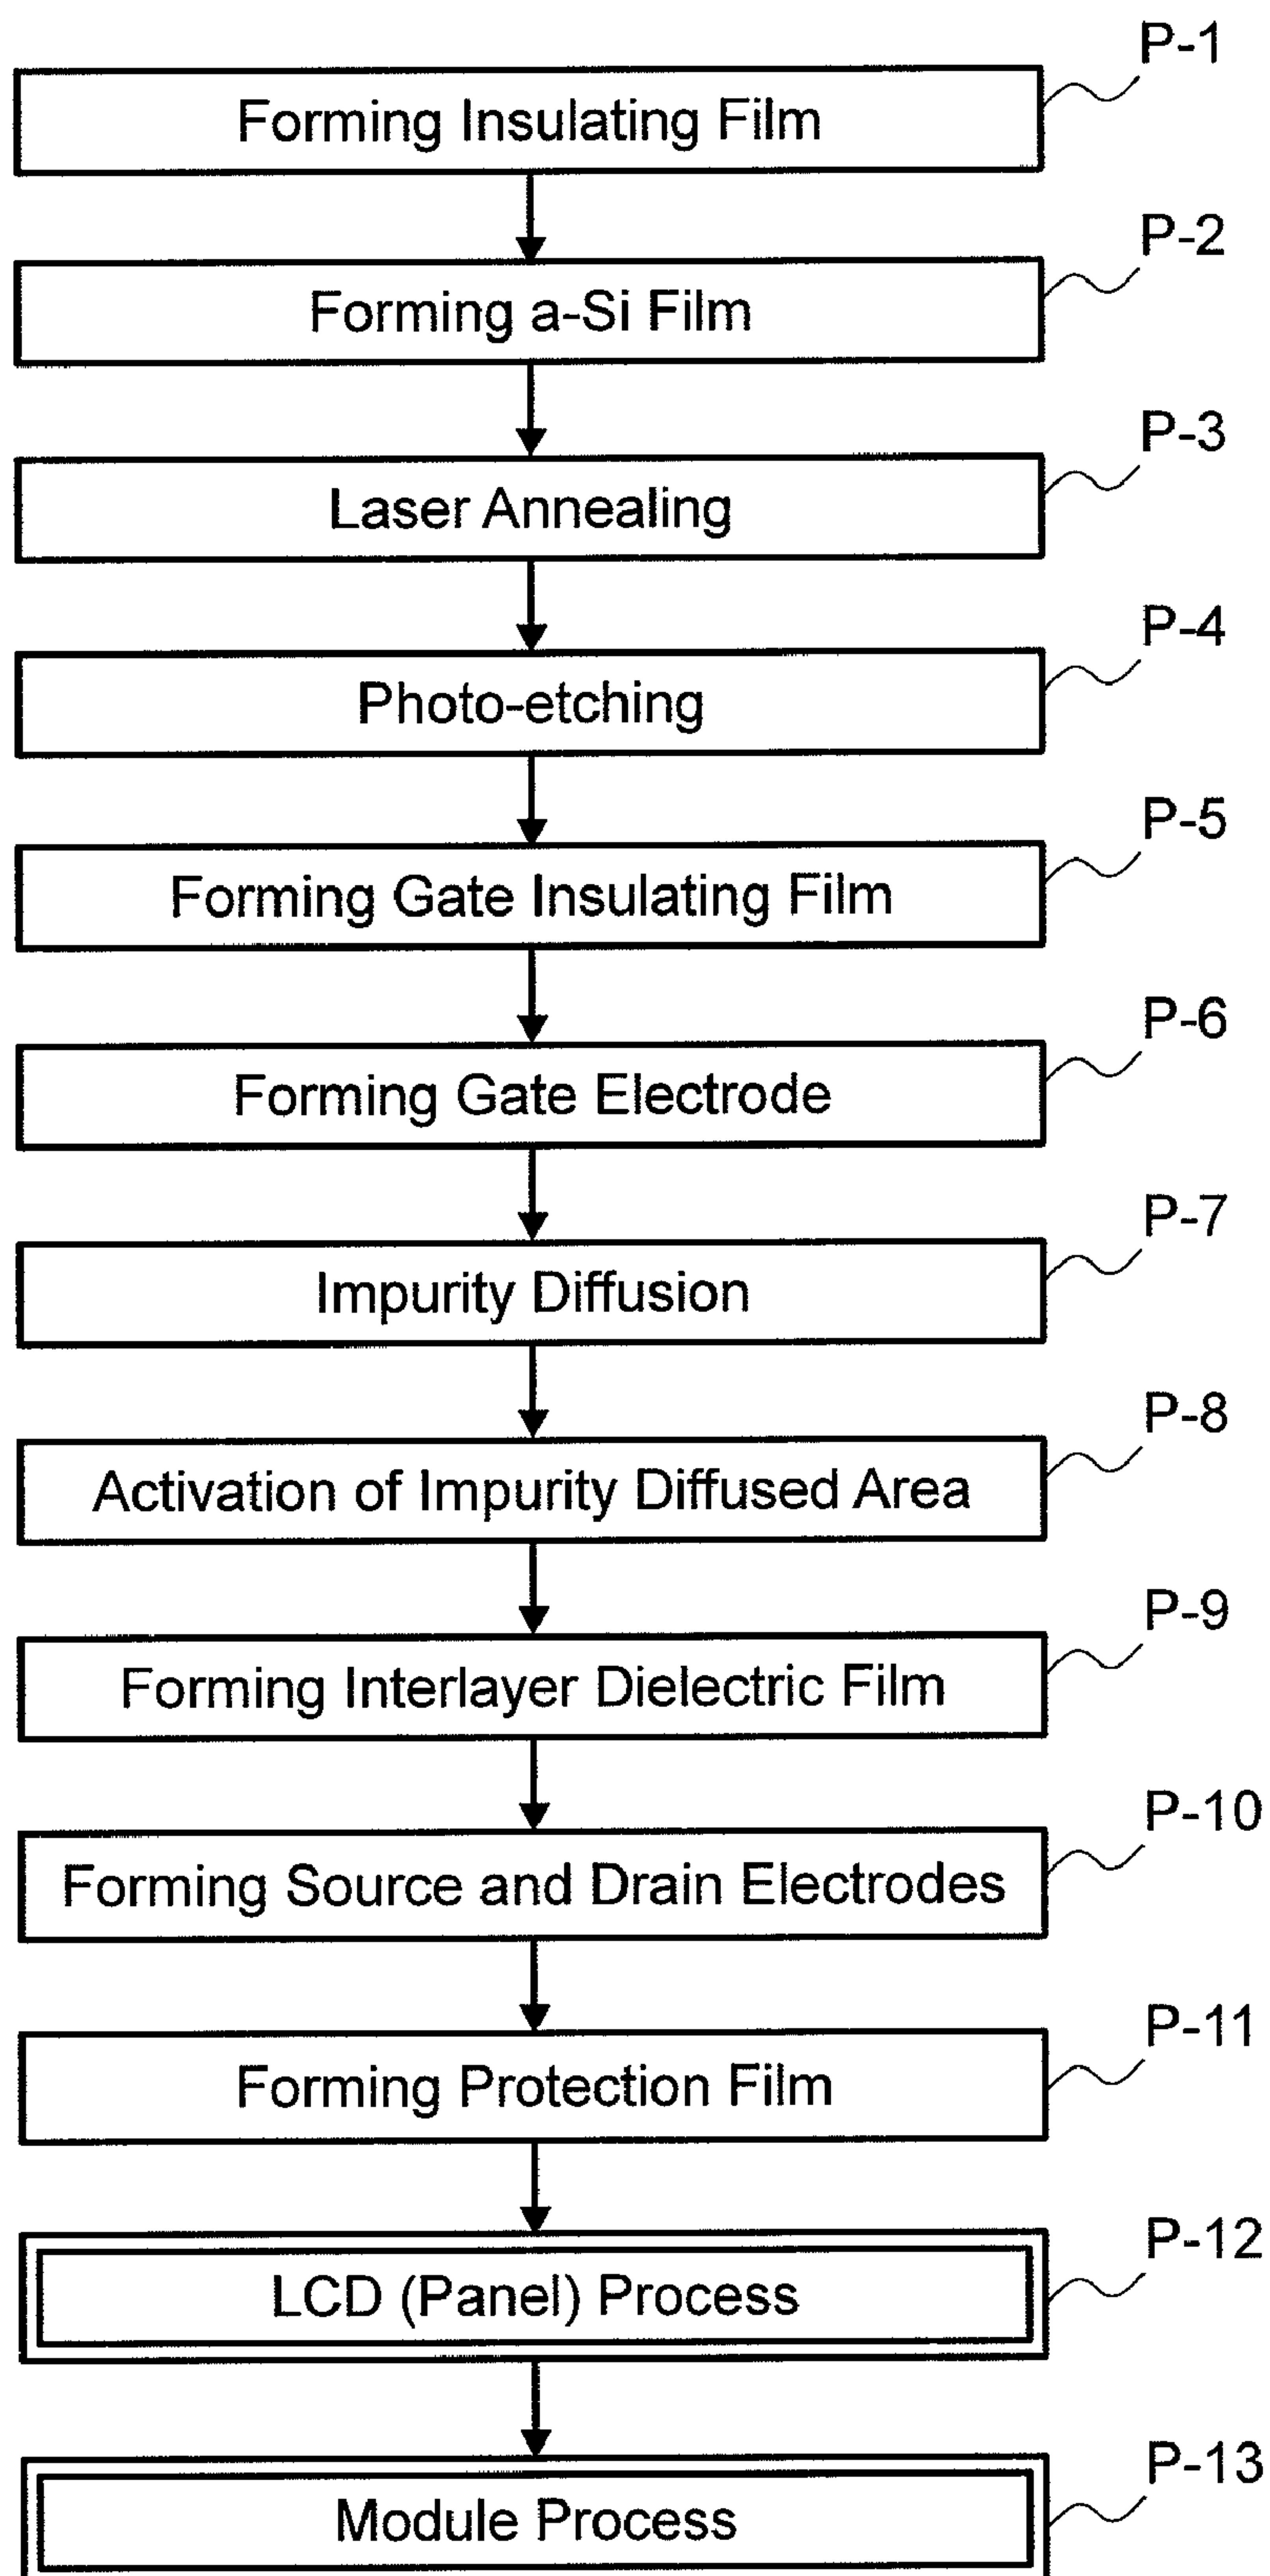 P-1
Forming Insulating Film
P-2
Forming a-Si Film
P-3
Laser Annealing
P-4
Photo-etching
P-5
Forming Gate Insulating Film
P-6
Forming Gate Electrode
P-7
Impurity Diffusion
P-8
Activation of Impurity Diffused Area
P-9
Forming Interlayer Dielectric Film
P-10
Forming Source and Drain Electrodes
P-11
Forming Protection Film
P-12
LCD (Panel) Process
P-13
Module Process